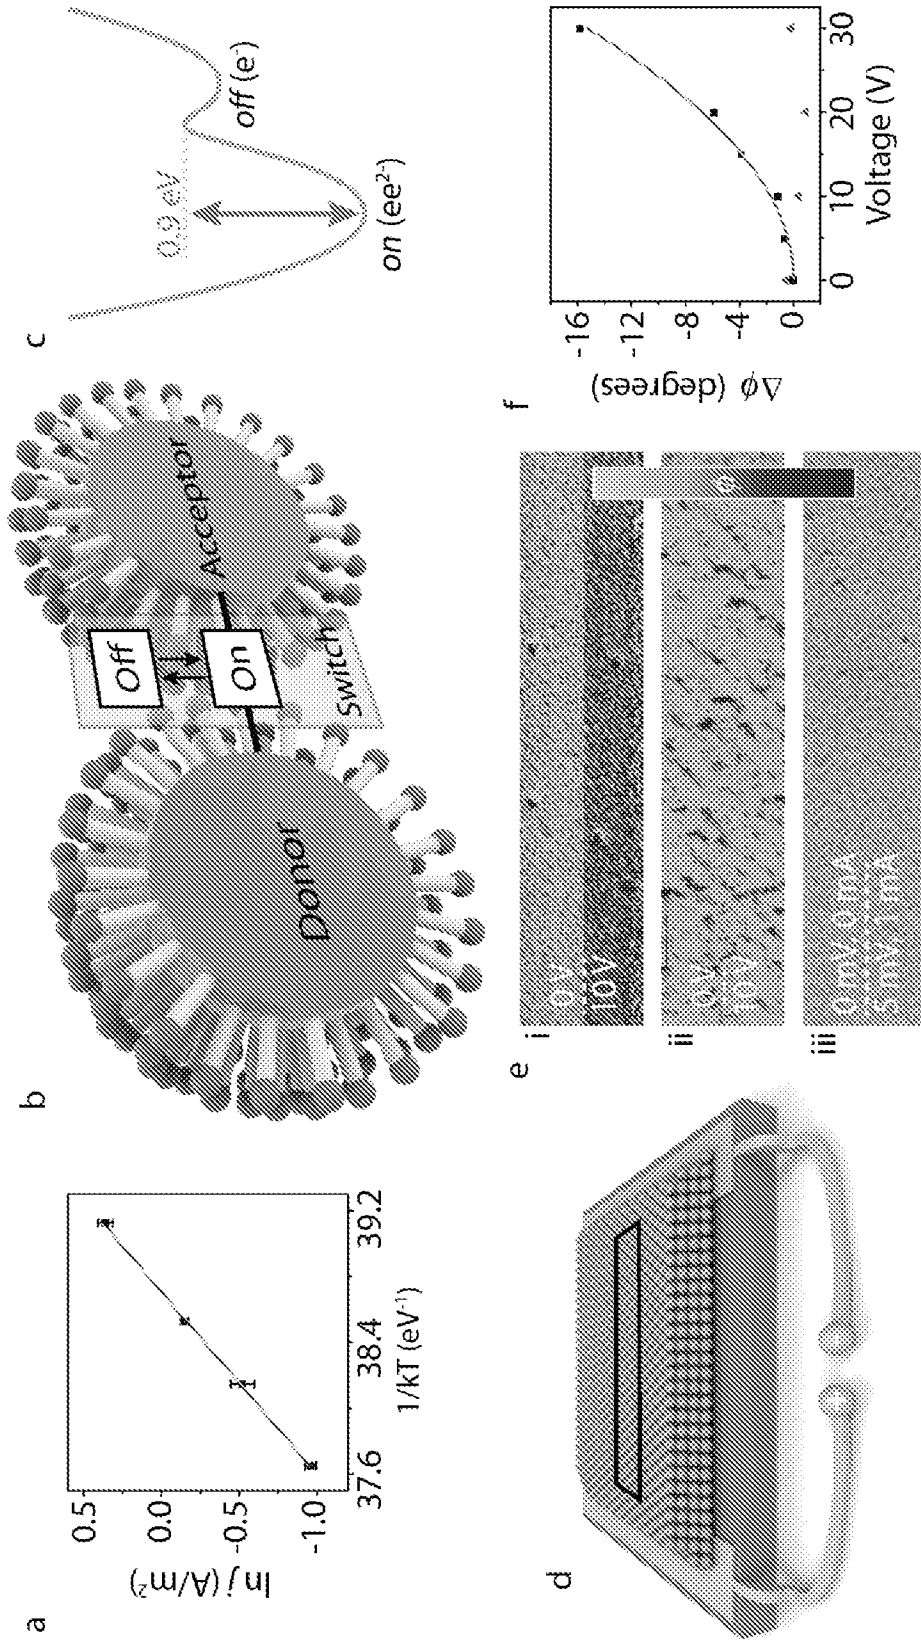 a
ln j (A/m²)
0.5
0.0
-0.5
-1.0
37.6
38.4
39.2
1/kT (eV⁻¹)
b
Donor
Acceptor
Off
On
Switch
c
0.9 eV
on (ee²⁻)
off (e⁻)
d
e
i
0 V
10 V
ii
0 V
10 V
iii
0 mV, 0 mA
5 mV, 1 mA
Φ
f
Δϕ (degrees)
-16
-12
-8
-4
0
0
10
20
30
Voltage (V)